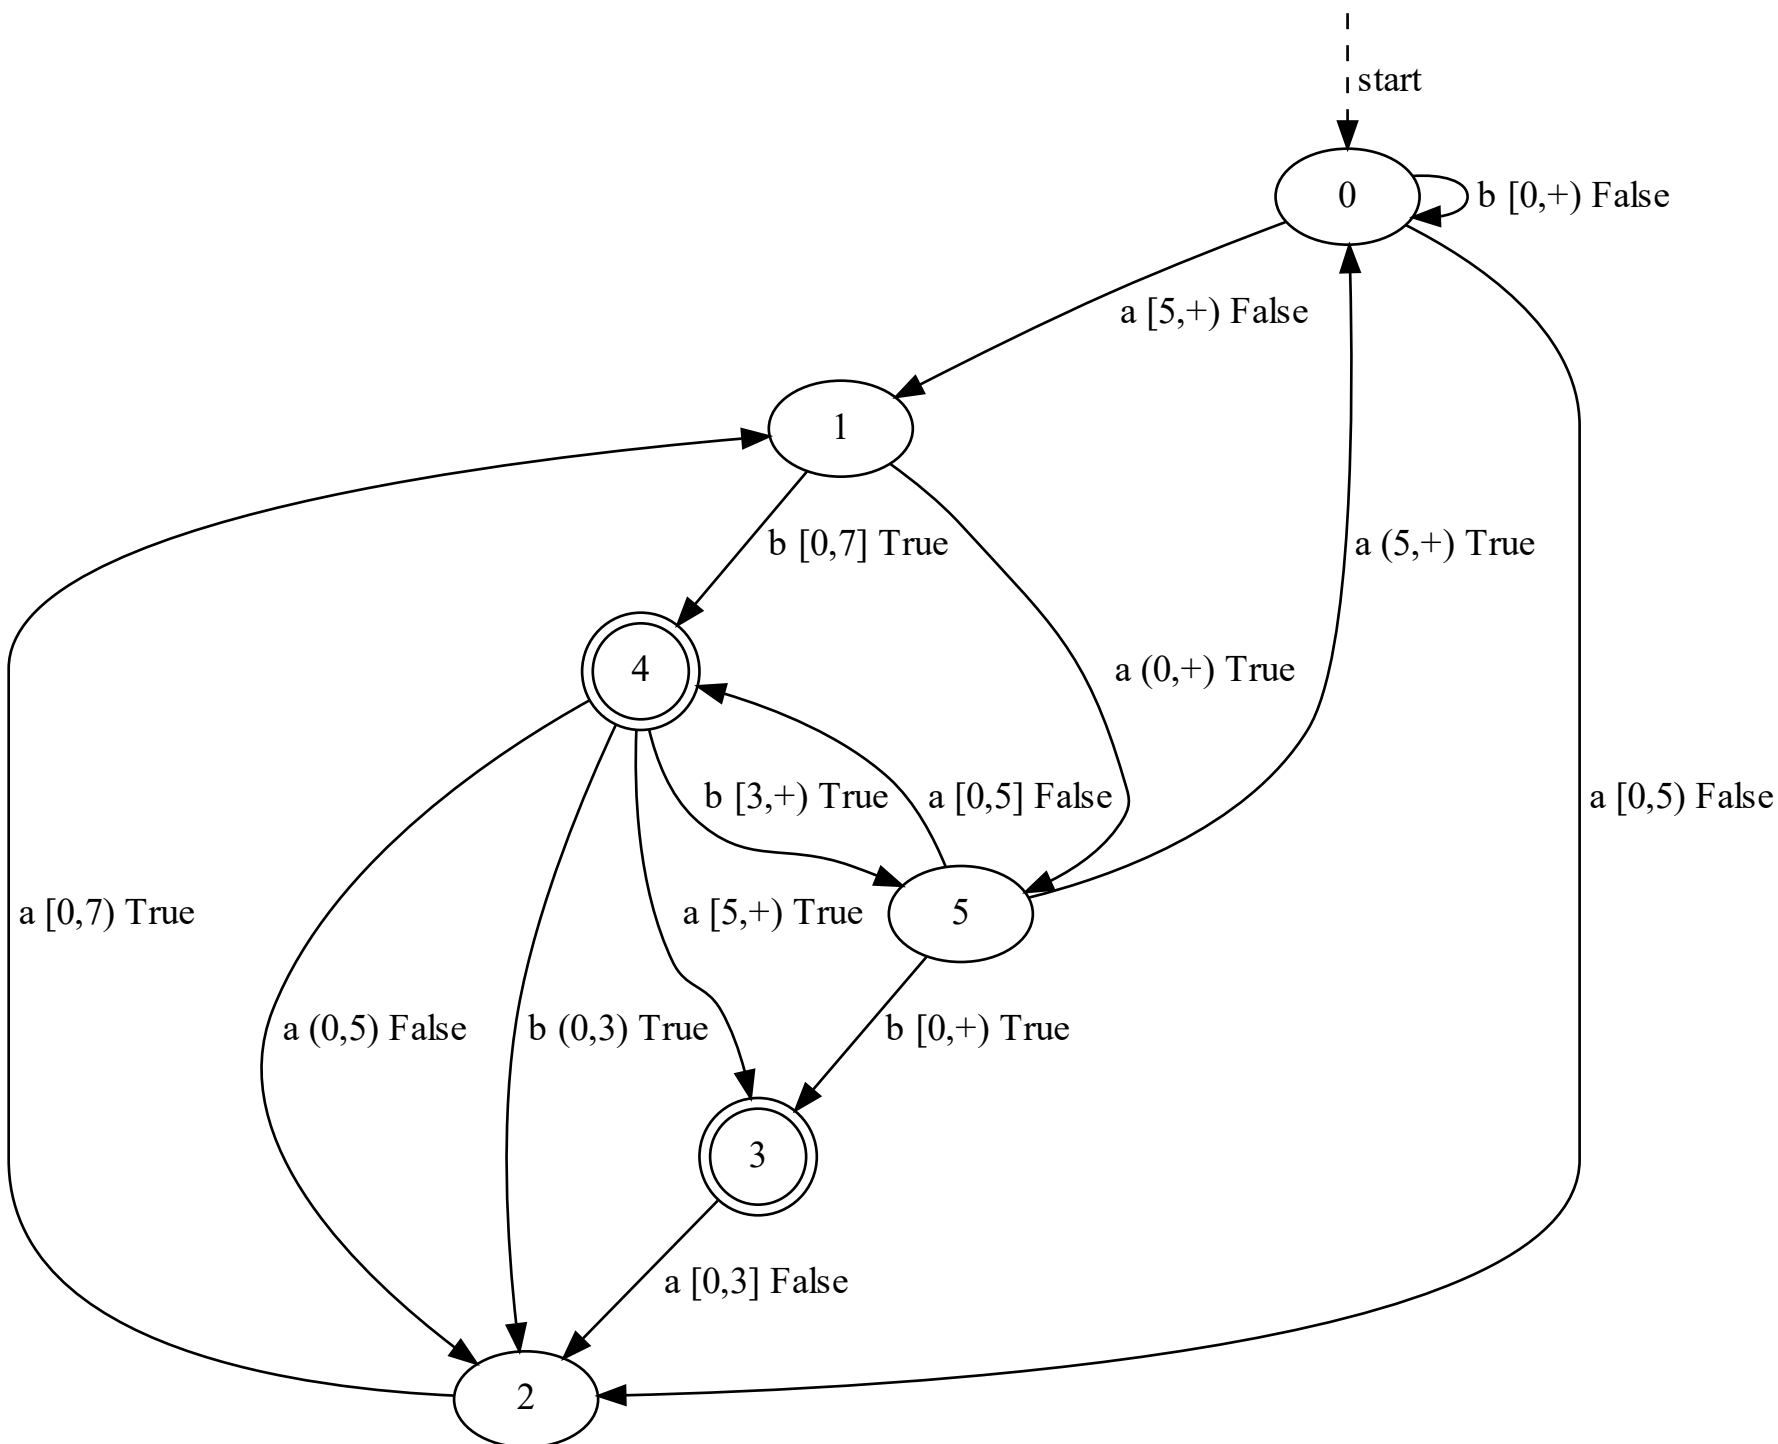 start
0
b [0,+) False
a [5,+) False
1
b [0,7] True
a (5,+) True
4
a (0,+) True
b [3,+) True
a [0,5] False
a [0,5) False
a [0,7) True
a [5,+) True
5
a (0,5) False
b (0,3) True
b [0,+) True
3
a [0,3] False
2